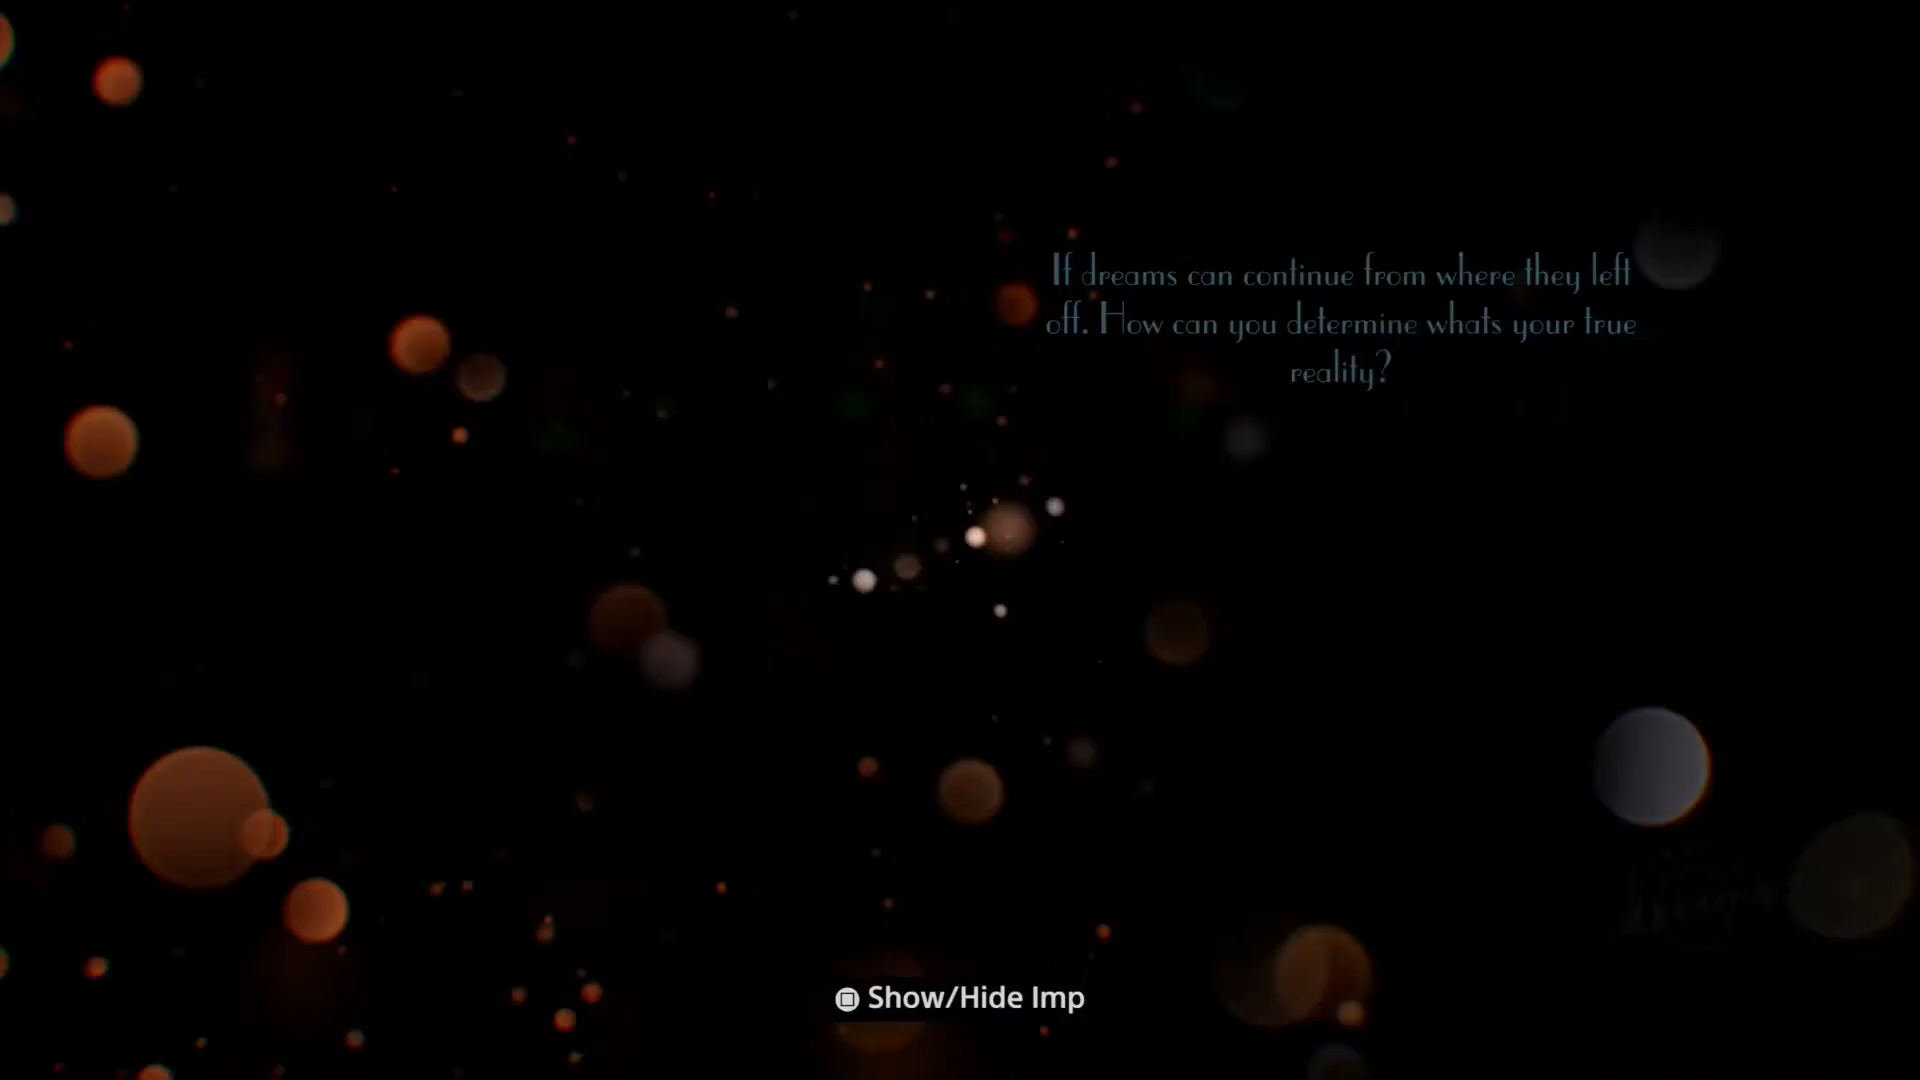 If dreams can continue from where they left
off. How can you determine whats your true
reality?
Show/Hide Imp